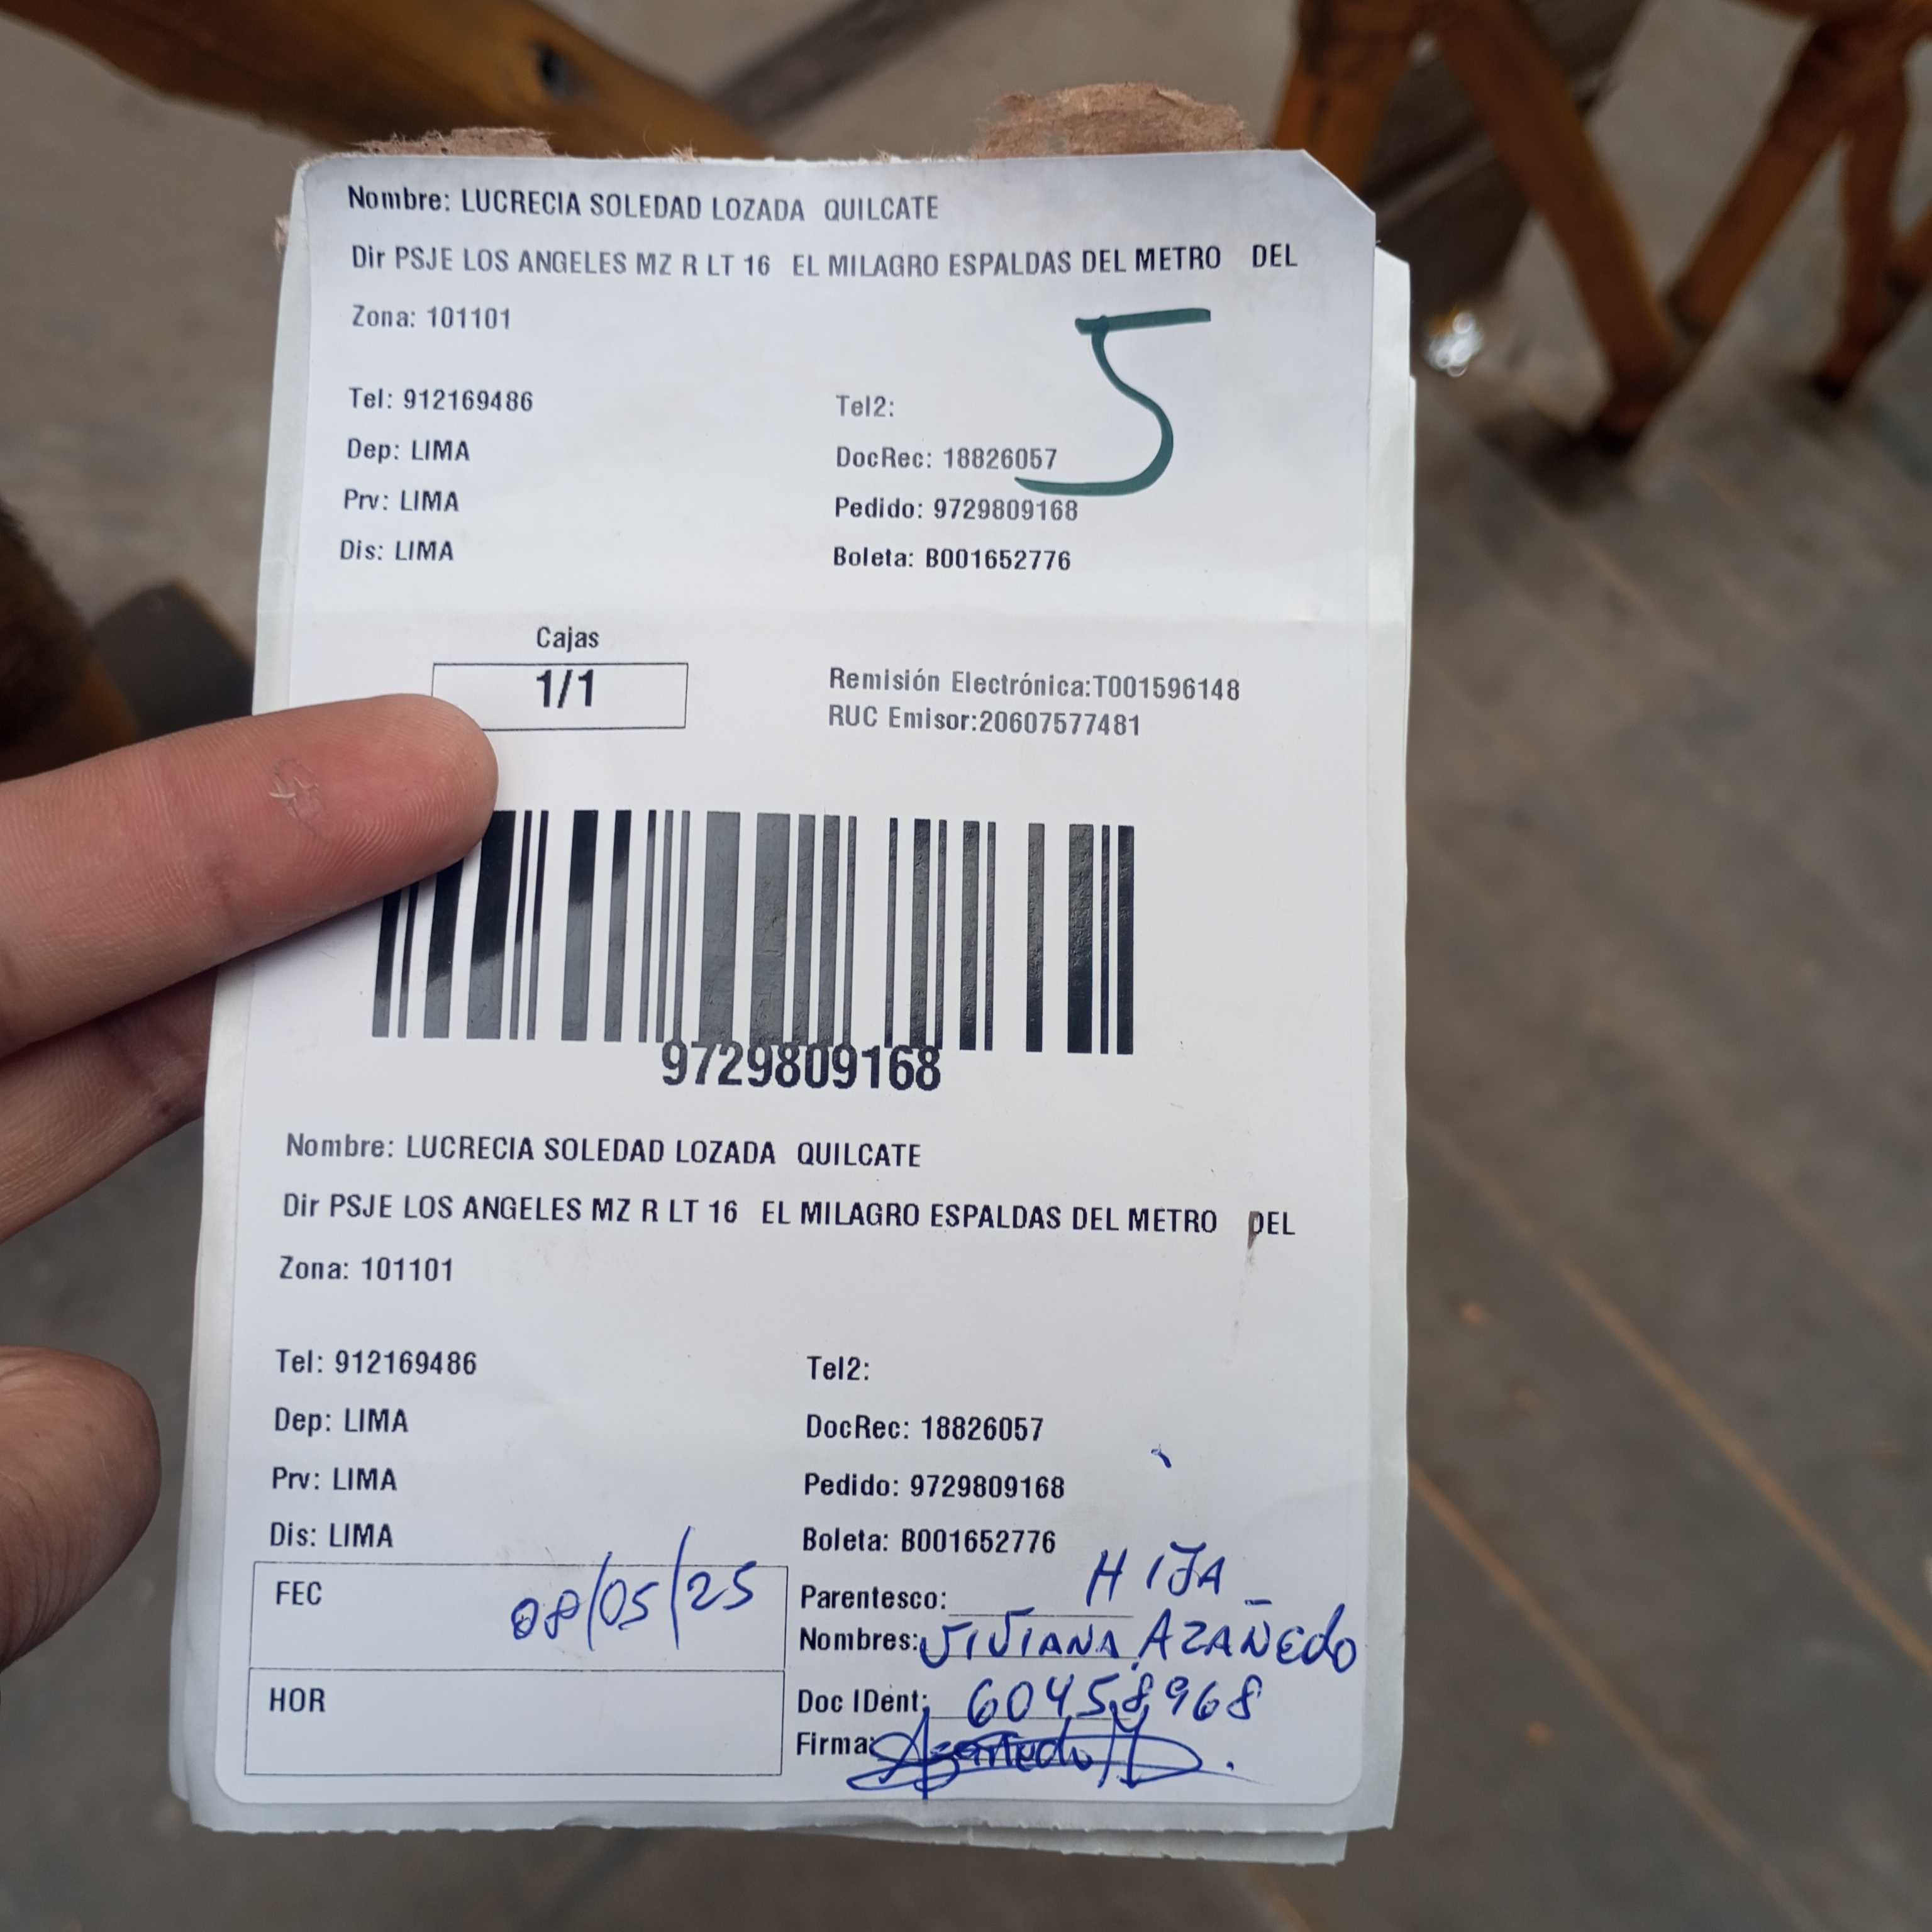 Nombre: LUCRECIA SOLEDAD LOZADA QUILCATE
Dir PSJE LOS ANGELES MZ R LT 16 EL MILAGRO ESPALDAS DEL METRO DEL
Zona: 101101
5
Tel: 912169486 Tel2:
Dep: LIMA DocRec: 18826057
Prv: LIMA Pedido: 9729809168
Dis: LIMA Boleta: B001652776
Cajas
1/1
Remisión Electrónica:T001596148
RUC Emisor:20607577481
9729809168
Nombre: LUCRECIA SOLEDAD LOZADA QUILCATE
Dir PSJE LOS ANGELES MZ R LT 16 EL MILAGRO ESPALDAS DEL METRO DEL
Zona: 101101
Tel: 912169486 Tel2:
Dep: LIMA DocRec: 18826057
Prv: LIMA Pedido: 9729809168
Dis: LIMA Boleta: B001652776
FEC 08/05/25
HOR
Parentesco: HIJA
Nombres: VIVIANA AZAÑEDO
Doc IDent: 60458968
Firma: